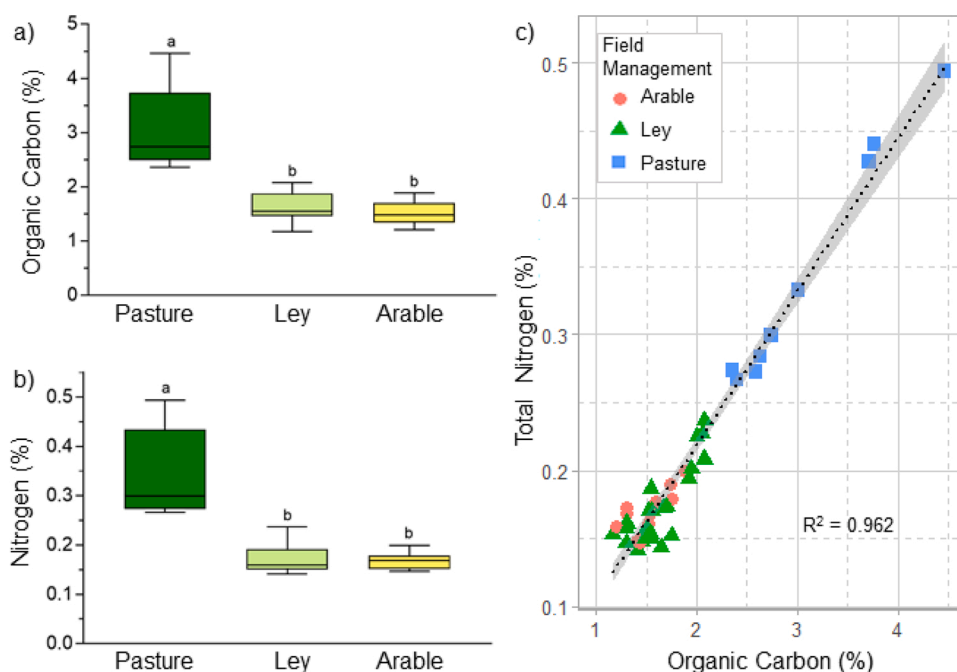 a)
Organic Carbon (%)
5
4
3
2
1
0
a
b
b
Pasture
Ley
Arable
b)
Nitrogen (%)
0.5
0.4
0.3
0.2
0.1
0.0
a
b
b
Pasture
Ley
Arable
c)
Total Nitrogen (%)
0.5
0.4
0.3
0.2
0.1
Field
Management
Arable
Ley
Pasture
R² = 0.962
1
2
3
4
Organic Carbon (%)